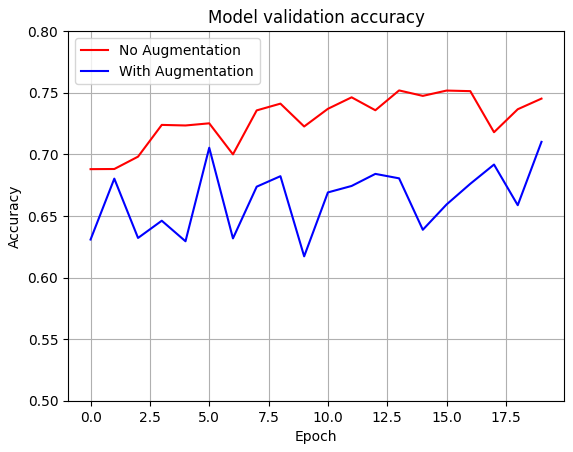 Model validation accuracy
No Augmentation
With Augmentation
0.80
0.75
0.70
0.65
0.60
0.55
0.50
Accuracy
0.0 2.5 5.0 7.5 10.0 12.5 15.0 17.5
Epoch